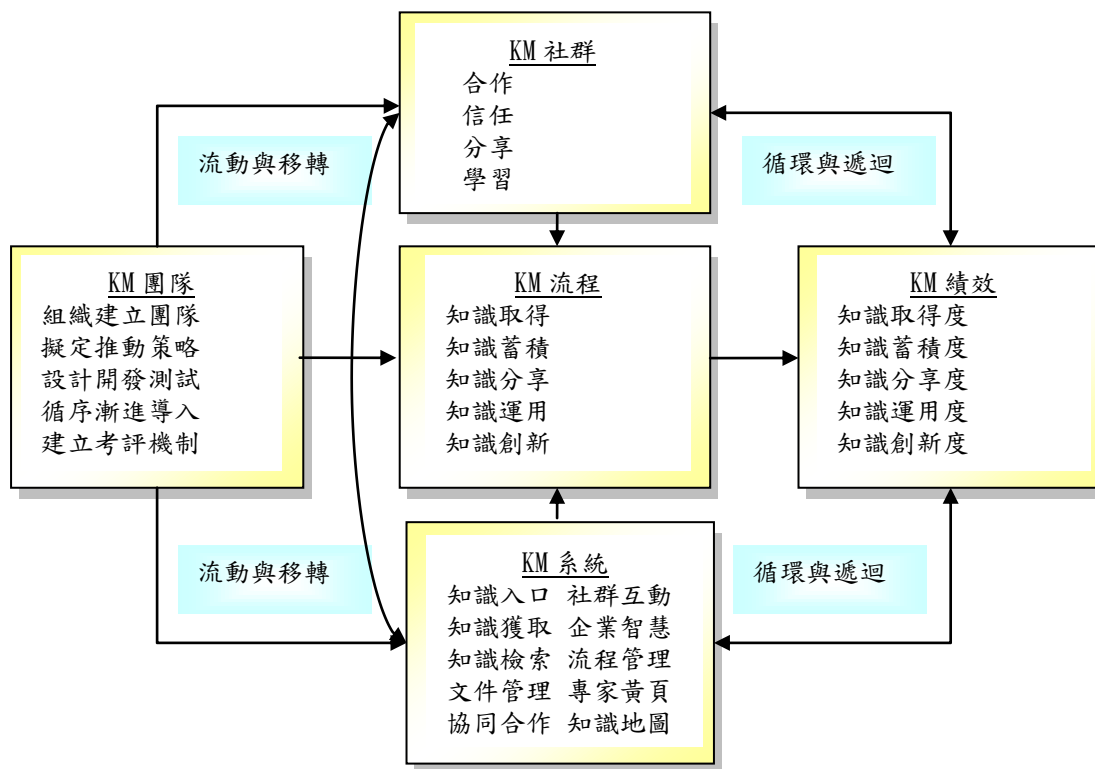 KM 社群
合作
信任
分享
學習
流動與移轉
循環與遞迴
KM 團隊
組織建立團隊
擬定推動策略
設計開發測試
循序漸進導入
建立考評機制
KM 流程
知識取得
知識蓄積
知識分享
知識運用
知識創新
KM 績效
知識取得度
知識蓄積度
知識分享度
知識運用度
知識創新度
流動與移轉
循環與遞迴
KM 系統
知識入口 社群互動
知識獲取 企業智慧
知識檢索 流程管理
文件管理 專家黃頁
協同合作 知識地圖